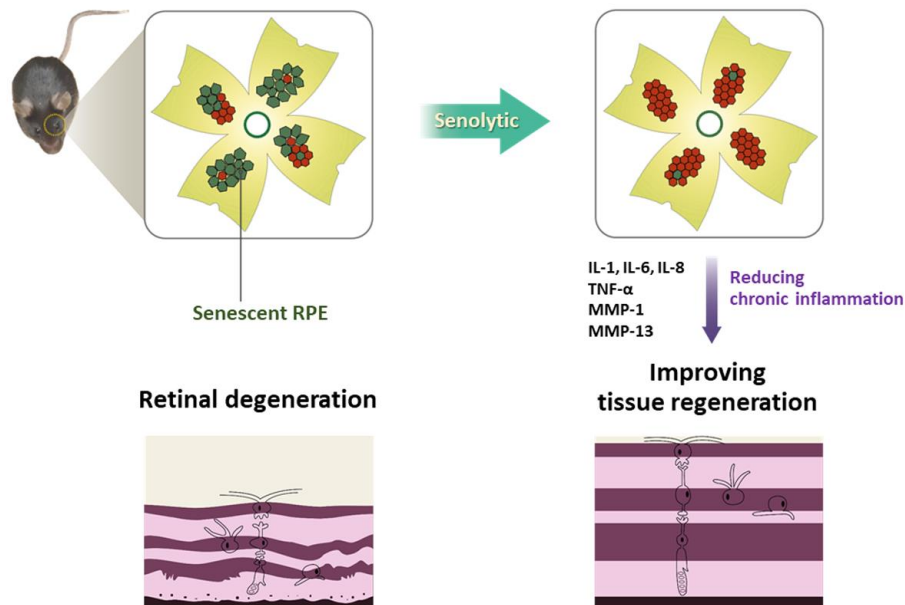 Senolytic
Senescent RPE
IL-1, IL-6, IL-8
TNF-α
MMP-1
MMP-13
Reducing
chronic inflammation
Retinal degeneration
Improving
tissue regeneration